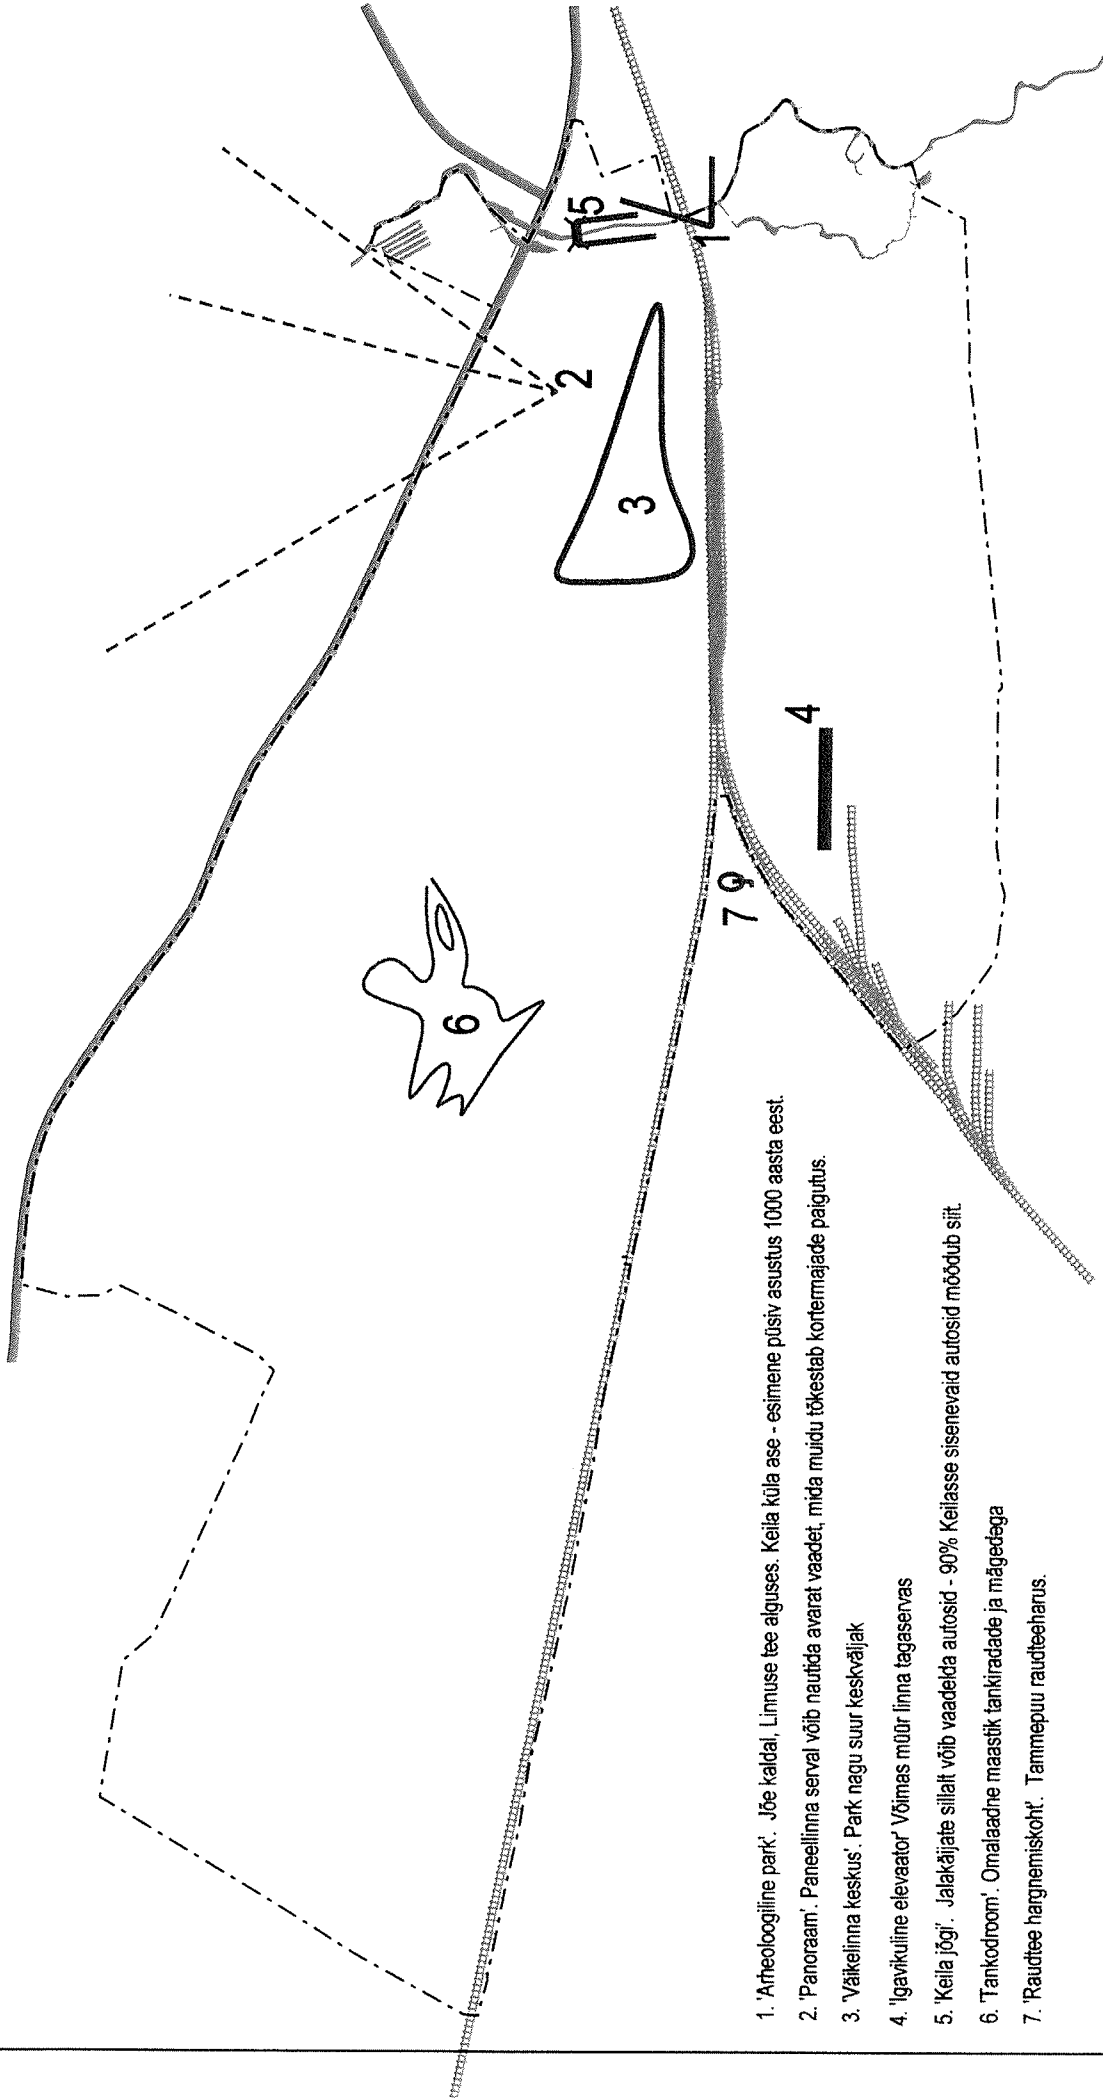 2
5
1
3
4
7
6
1. 'Arheoloogiline park'. Jõe kaldal, Linnuse tee alguses. Keila küla ase - esimene püsiv asustus 1000 aasta eest.
2. 'Panoraam'. Paneellinna serval võib nautida avarat vaadet, mida muidu tõkestab kortermajade paigutus.
3. 'Väikelinna keskus'. Park nagu suur keskväljak
4. 'Igavikuline elevaator' Võimas müür linna tagaservas
5. 'Keila jõgi'. Jalakäijate sillalt võib vaadelda autosid - 90% Keilasse sisenevaid autosid möödub siit.
6. 'Tankodroom'. Omalaadne maastik tankiradade ja mägedega
7. 'Raudtee hargnemiskoht'. Tammepuu raudteeharus.